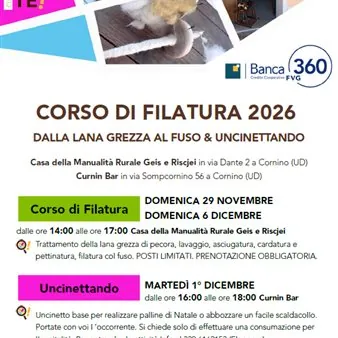 TE!
Banca 360 FVG
Credito Cooperativo
CORSO DI FILATURA 2026
DALLA LANA GREZZA AL FUSO & UNCINETTANDO
Casa della Manualità Rurale Geis e Riscjei in via Dante 2 a Cornino (UD)
Curnin Bar in via Sompcornino 56 a Cornino (UD)
Corso di Filatura
DOMENICA 29 NOVEMBRE
DOMENICA 6 DICEMBRE
dalle ore 14:00 alle ore 17:00 Casa della Manualità Rurale Geis e Riscjei
Trattamento della lana grezza di pecora, lavaggio, asciugatura, cardatura e
pettinatura, filatura col fuso. POSTI LIMITATI. PRENOTAZIONE OBBLIGATORIA.
Uncinettando
MARTEDÌ 1° DICEMBRE
dalle ore 16:00 alle ore 18:00 Curnin Bar
Uncinetto base per realizzare palline di Natale o abbozzare un facile scaldacollo.
Portate con voi l'occorrente. Si chiede solo di effettuare una consumazione per